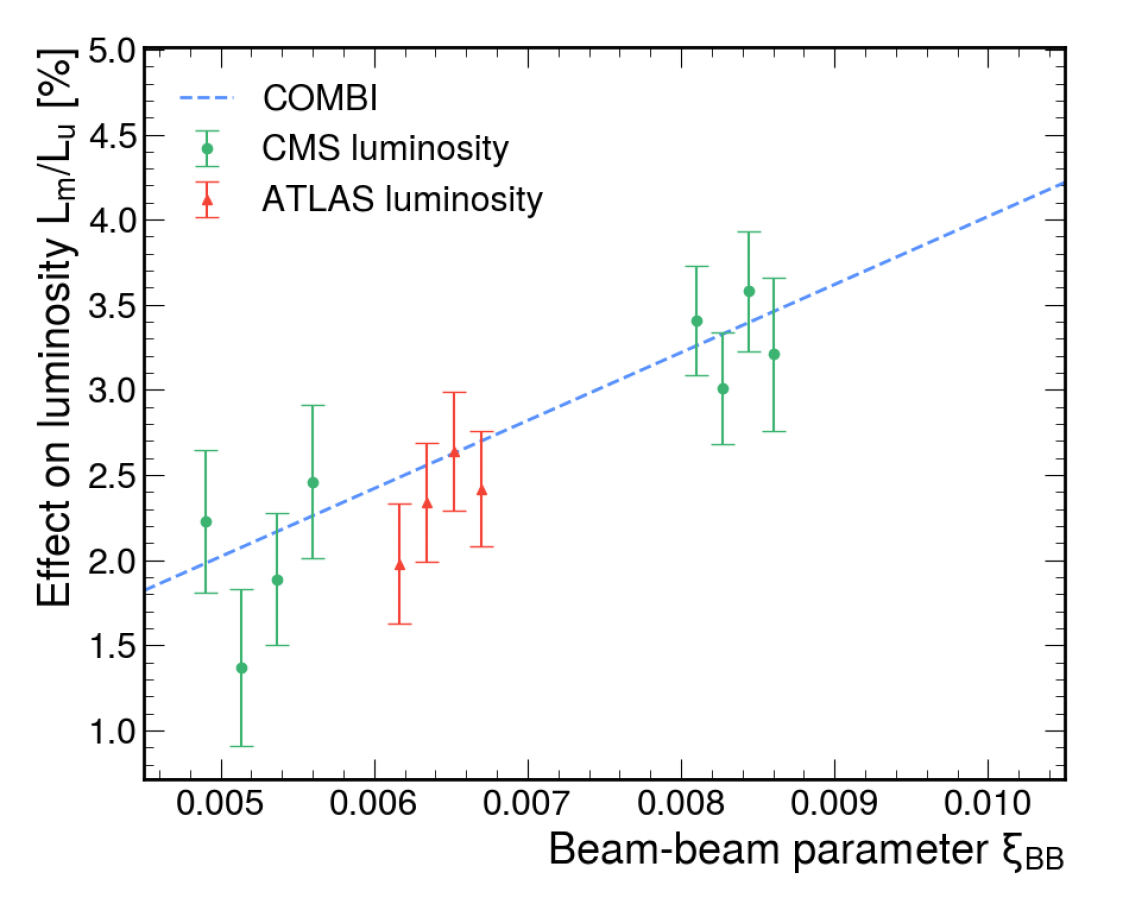 Effect on luminosity Lm/Lu [%]
5.0
4.5
4.0
3.5
3.0
2.5
2.0
1.5
1.0
COMBI
CMS luminosity
ATLAS luminosity
0.005 0.006 0.007 0.008 0.009 0.010
Beam-beam parameter ξBB